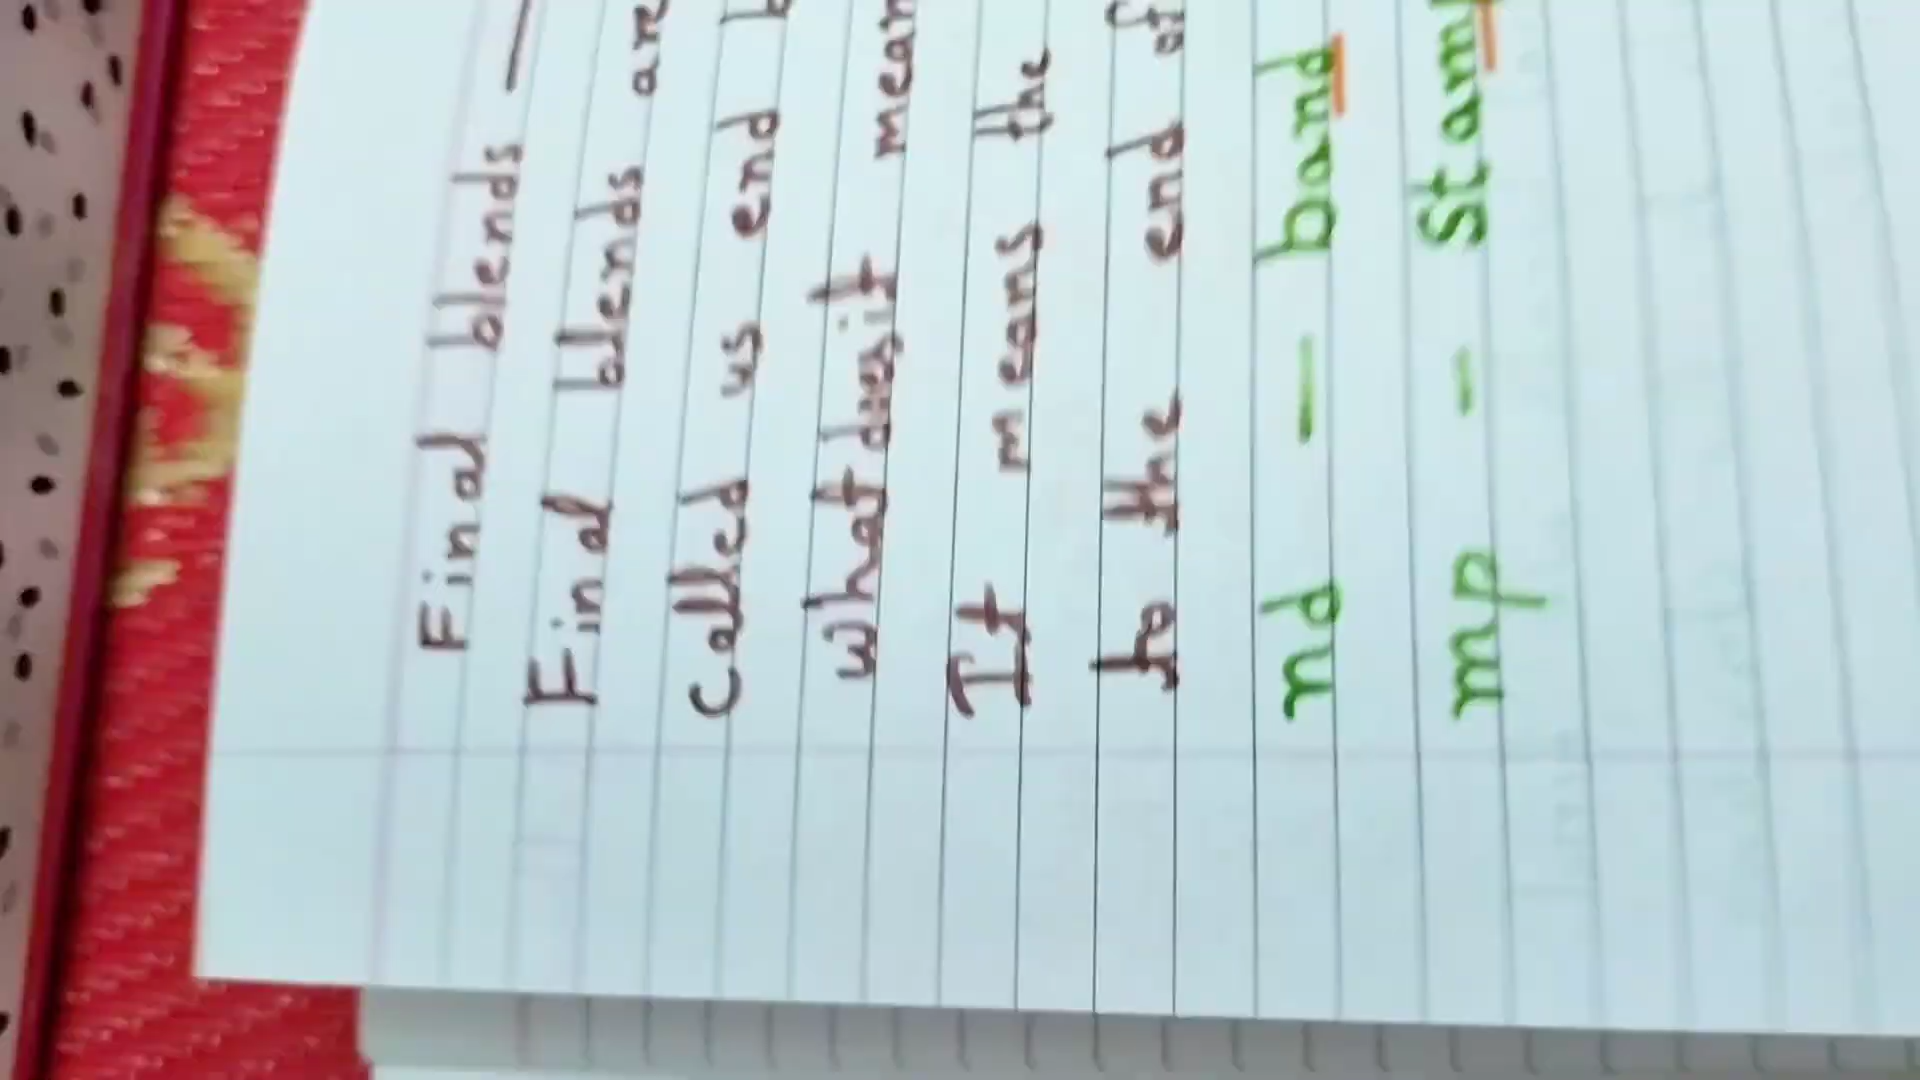 Final blends —
Final blends are
Called us end
What does it mean
It means the
to the end of
nd — band
mp - Stamp